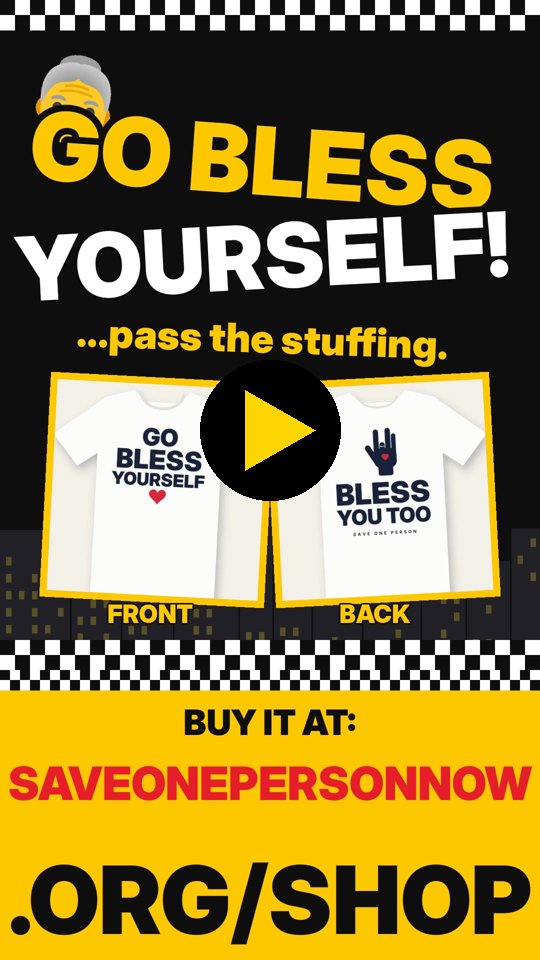 GO BLESS
YOURSELF!
...pass the stuffing.
GO
BLESS
YOURSELF
BLESS
YOU TOO
SAVE ONE PERSON
FRONT
BACK
BUY IT AT:
SAVEONEPERSONNOW
.ORG/SHOP